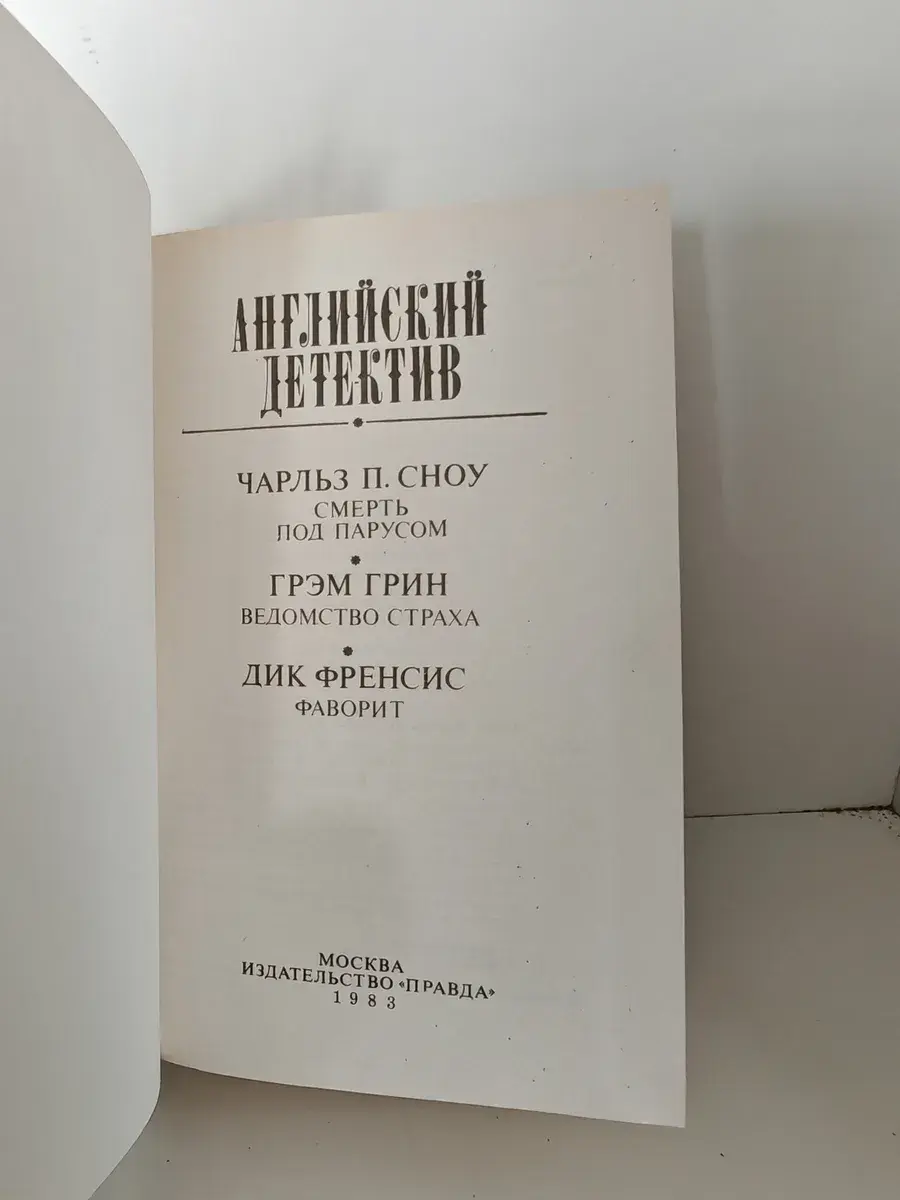 АНГЛИЙСКИЙ
ДЕТЕКТИВ
ЧАРЛЬЗ П. СНОУ
СМЕРТЬ
ПОД ПАРУСОМ
ГРЭМ ГРИН
ВЕДОМСТВО СТРАХА
ДИК ФРЕНСИС
ФАВОРИТ
МОСКВА
ИЗДАТЕЛЬСТВО «ПРАВДА»
1983